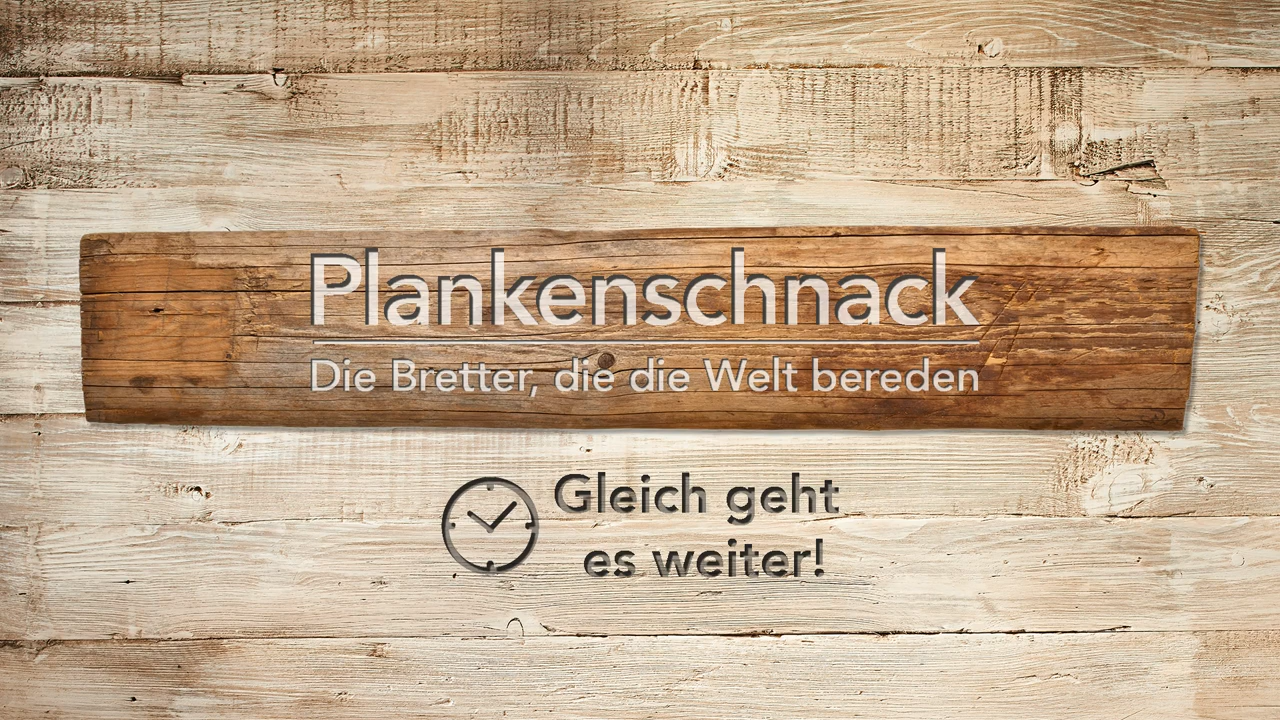 Plankenschnack
Die Bretter, die die Welt bereden
Gleich geht
es weiter!